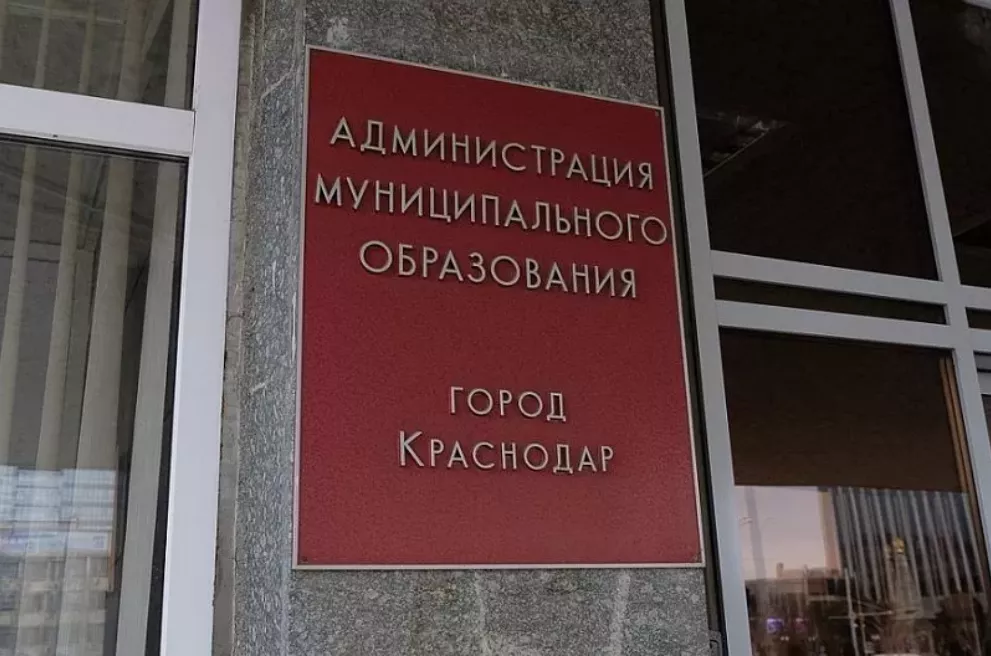 АДМИНИСТРАЦИЯ
МУНИЦИПАЛЬНОГО
ОБРАЗОВАНИЯ
ГОРОД
КРАСНОДАР